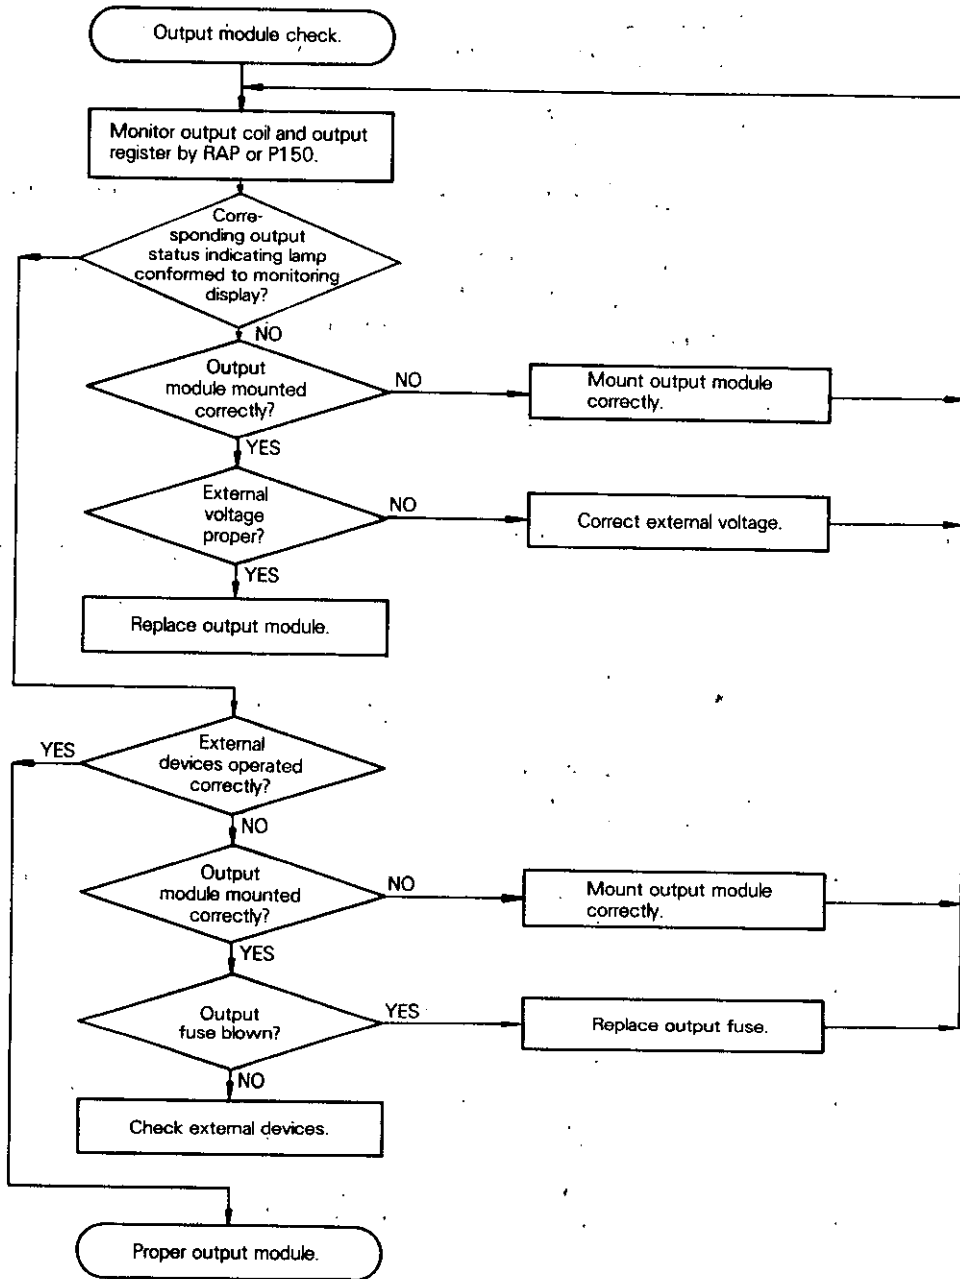 Output module check.
Monitor output coil and output
register by RAP or P150.
Corre-
sponding output
status indicating lamp
conformed to monitoring
display?
NO
Output
module mounted
correctly?
NO
Mount output module
correctly.
YES
External
voltage
proper?
NO
Correct external voltage.
YES
Replace output module.
YES
External
devices operated
correctly?
NO
Output
module mounted
correctly?
NO
Mount output module
correctly.
YES
Output
fuse blown?
YES
Replace output fuse.
NO
Check external devices.
Proper output module.